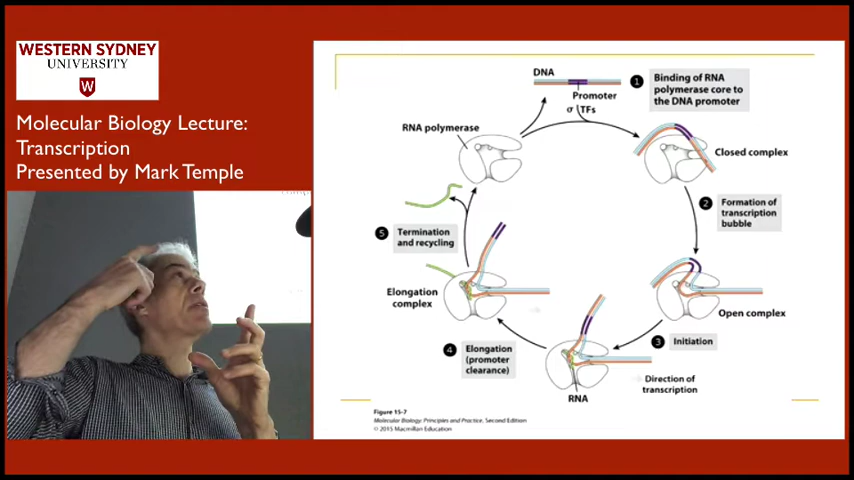 WESTERN SYDNEY
UNIVERSITY
W
Molecular Biology Lecture:
Transcription
Presented by Mark Temple
DNA
Promoter
σ TFs
1
Binding of RNA
polymerase core to
the DNA promoter
RNA polymerase
Closed complex
2
Formation of
transcription
bubble
5
Termination
and recycling
Elongation
complex
Open complex
3
Initiation
4
Elongation
(promoter
clearance)
RNA
Direction of
transcription
Figure 15-7
Molecular Biology: Principles and Practice, Second Edition
© 2015 Macmillan Education